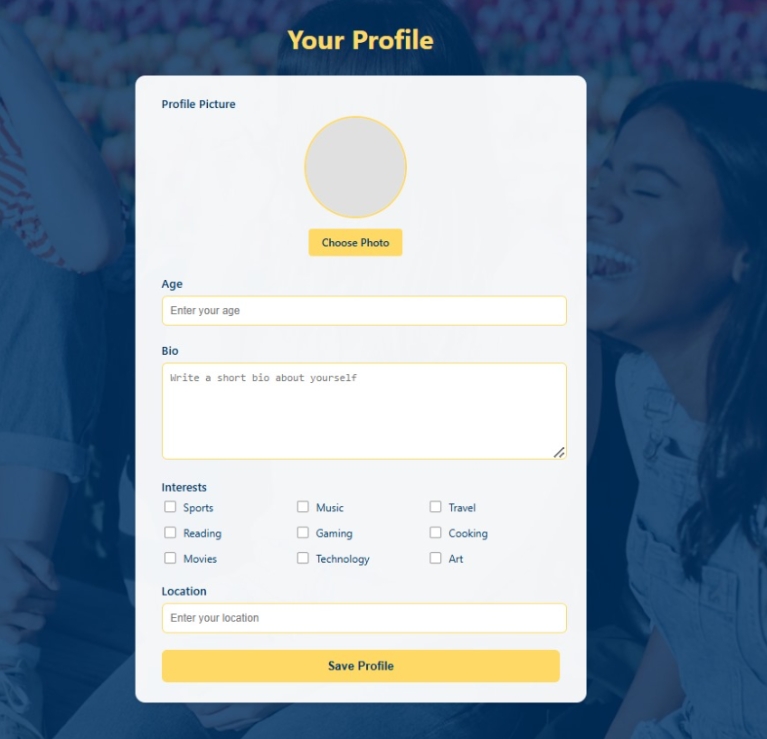 Your Profile
Profile Picture
Choose Photo
Age
Enter your age
Bio
Write a short bio about yourself
Interests
Sports Music Travel
Reading Gaming Cooking
Movies Technology Art
Location
Enter your location
Save Profile